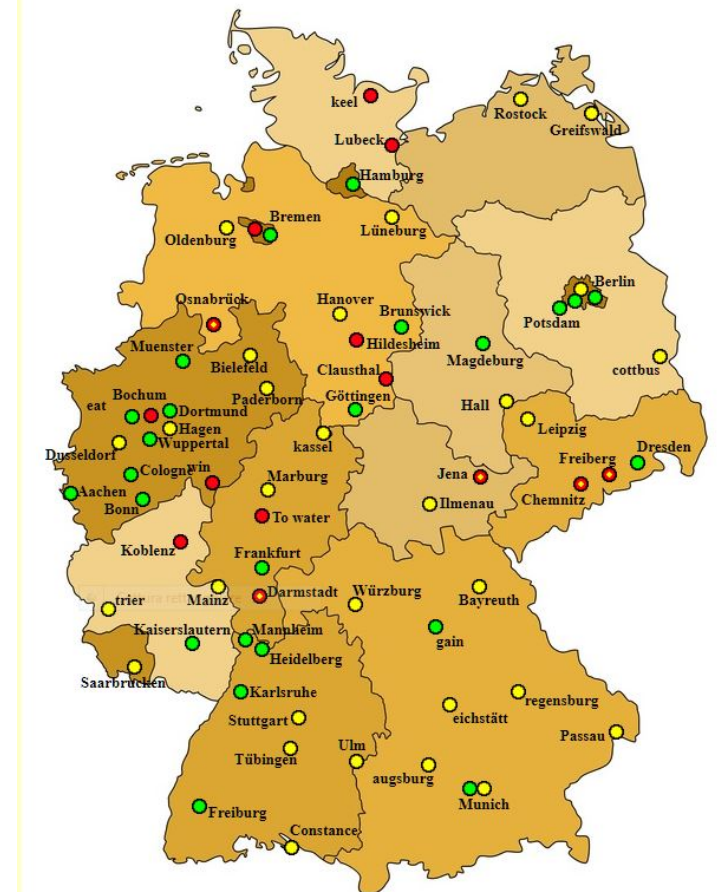 keel
Rostock
Greifswald
Lubeck
Hamburg
Bremen
Lüneburg
Oldenburg
Berlin
Osnabrück
Hanover
Brunswick
Potsdam
Muenster
Hildesheim
Magdeburg
Bielefeld
Clausthal
cottbus
Paderborn
Göttingen
eat
Bochum
Dortmund
Hall
Hagen
Leipzig
Wuppertal
kassel
Dusseldorf
Dresden
Freiberg
Cologne
win
Marburg
Jena
Aachen
Chemnitz
Bonn
Ilmenau
To water
Koblenz
Frankfurt
Darmstadt
Würzburg
Bayreuth
trier
Mainz
Kaiserslautern
Mannheim
gain
Heidelberg
Saarbrucken
Karlsruhe
regensburg
Stuttgart
eichstätt
Passau
Ulm
Tübingen
augsburg
Munich
Freiburg
Constance